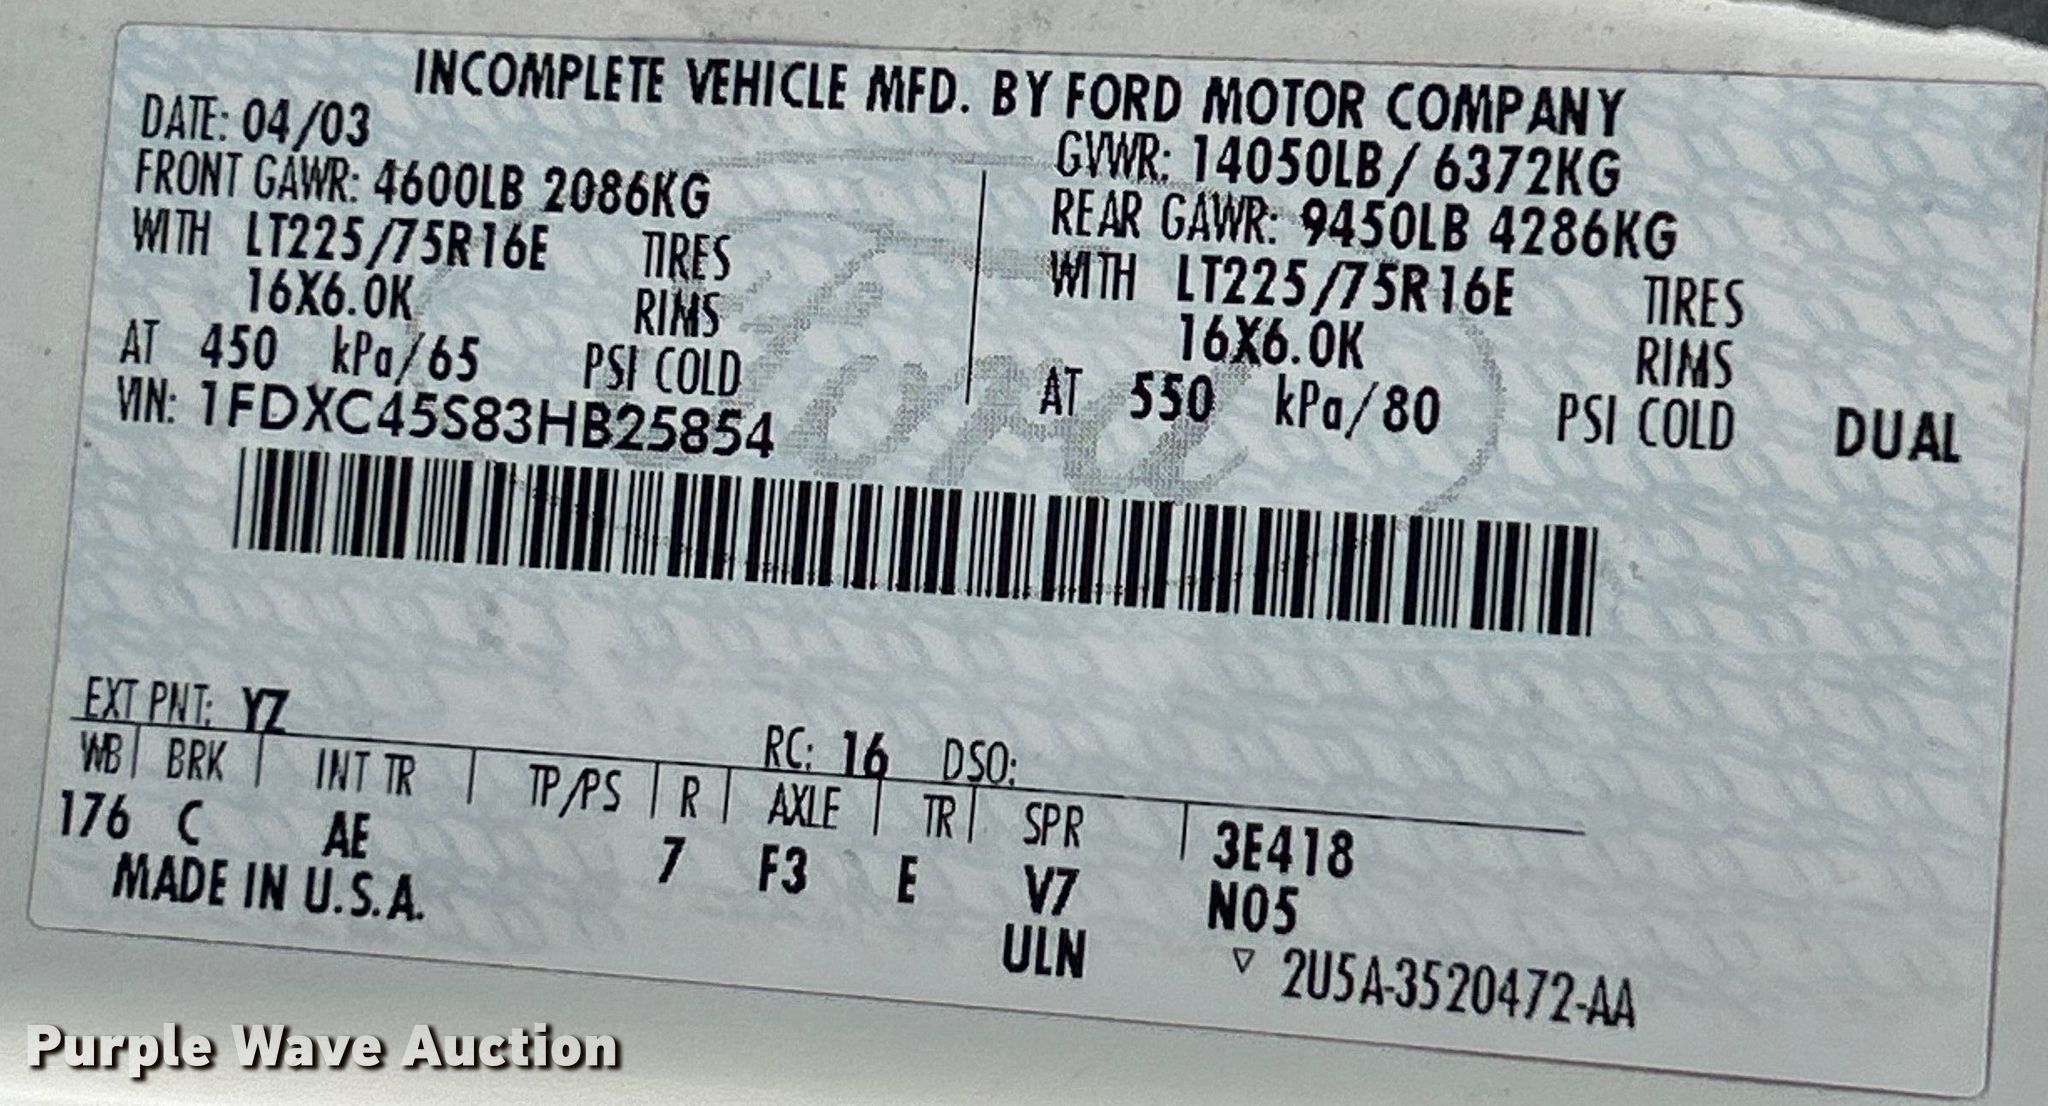 INCOMPLETE VEHICLE MFD. BY FORD MOTOR COMPANY
DATE: 04/03
GVWR: 14050LB/ 6372KG
FRONT GAWR: 4600LB 2086KG
REAR GAWR: 9450LB 4286KG
WITH LT225/75R16E TIRES
WITH LT225/75R16E TIRES
16X6.0K RIMS
16X6.0K RIMS
AT 450 kPa/65 PSI COLD
AT 550 kPa/80 PSI COLD DUAL
VIN: 1FDXC45S83HB25854
Ford
EXT PNT: YZ RC: 16 DSO:
WB BRK INT TR TP/PS R AXLE TR SPR
176 C AE 7 F3 E V7 3E418
MADE IN U.S.A. ULN N05
▽ 2U5A-3520472-AA
Purple Wave Auction